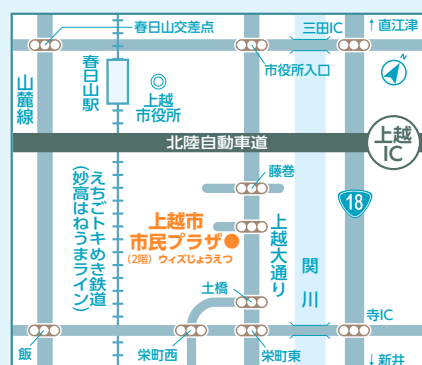 春日山交差点
三田IC
↑直江津
N
山麓線
春日山駅
上越
市役所
市役所入口
北陸自動車道
上越
IC
藤巻
えちごトキめき鉄道
(妙高はねうまライン)
上越市
市民プラザ
(2階) ウィズじょうえつ
上越大通り
18
関川
土橋
寺IC
飯
栄町西
栄町東
↓新井